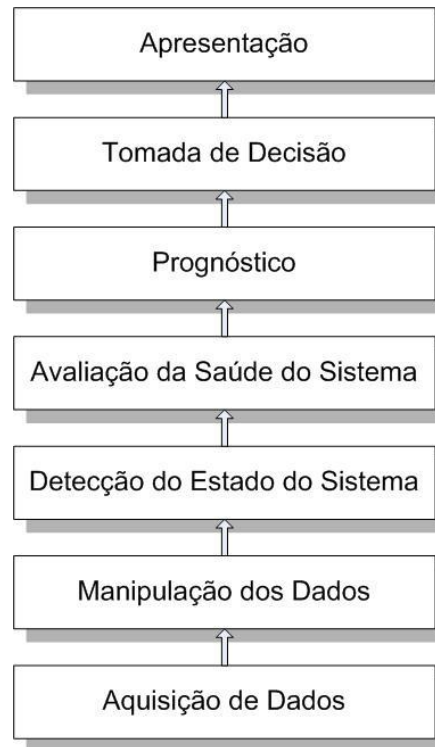 Apresentação
Tomada de Decisão
Prognóstico
Avaliação da Saúde do Sistema
Detecção do Estado do Sistema
Manipulação dos Dados
Aquisição de Dados